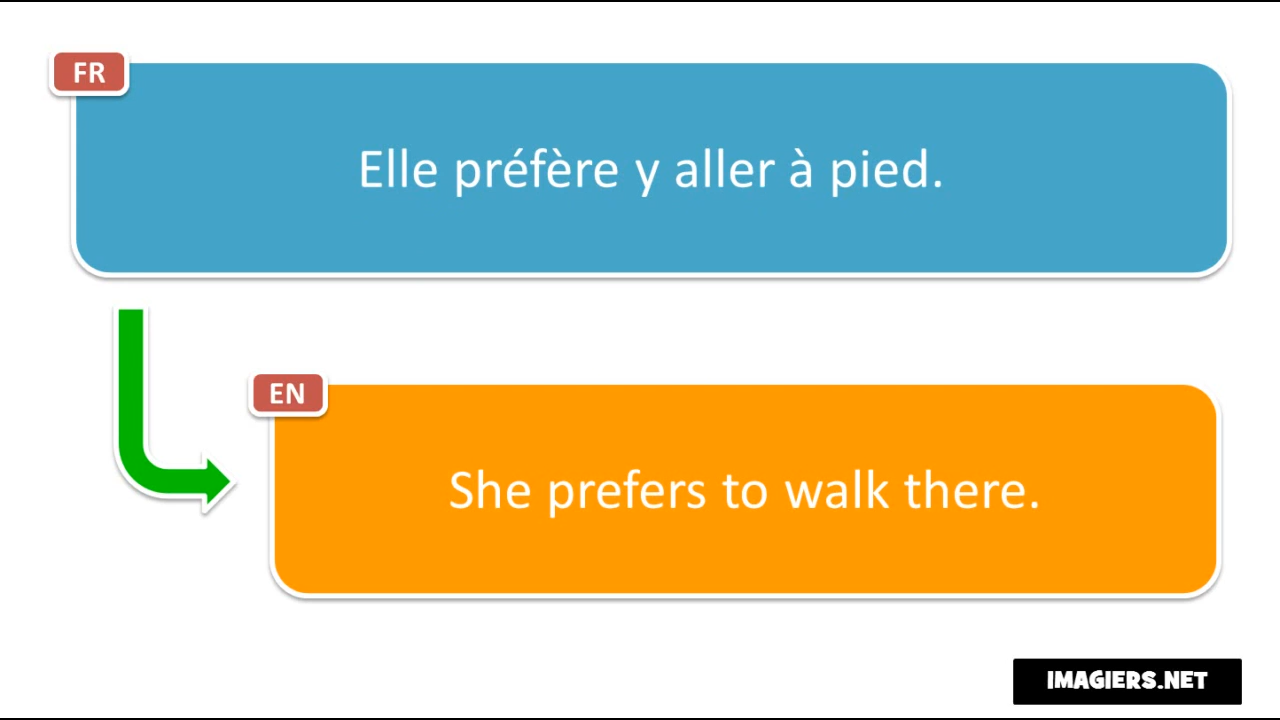 FR
Elle préfère y aller à pied.
EN
She prefers to walk there.
IMAGIERS.NET